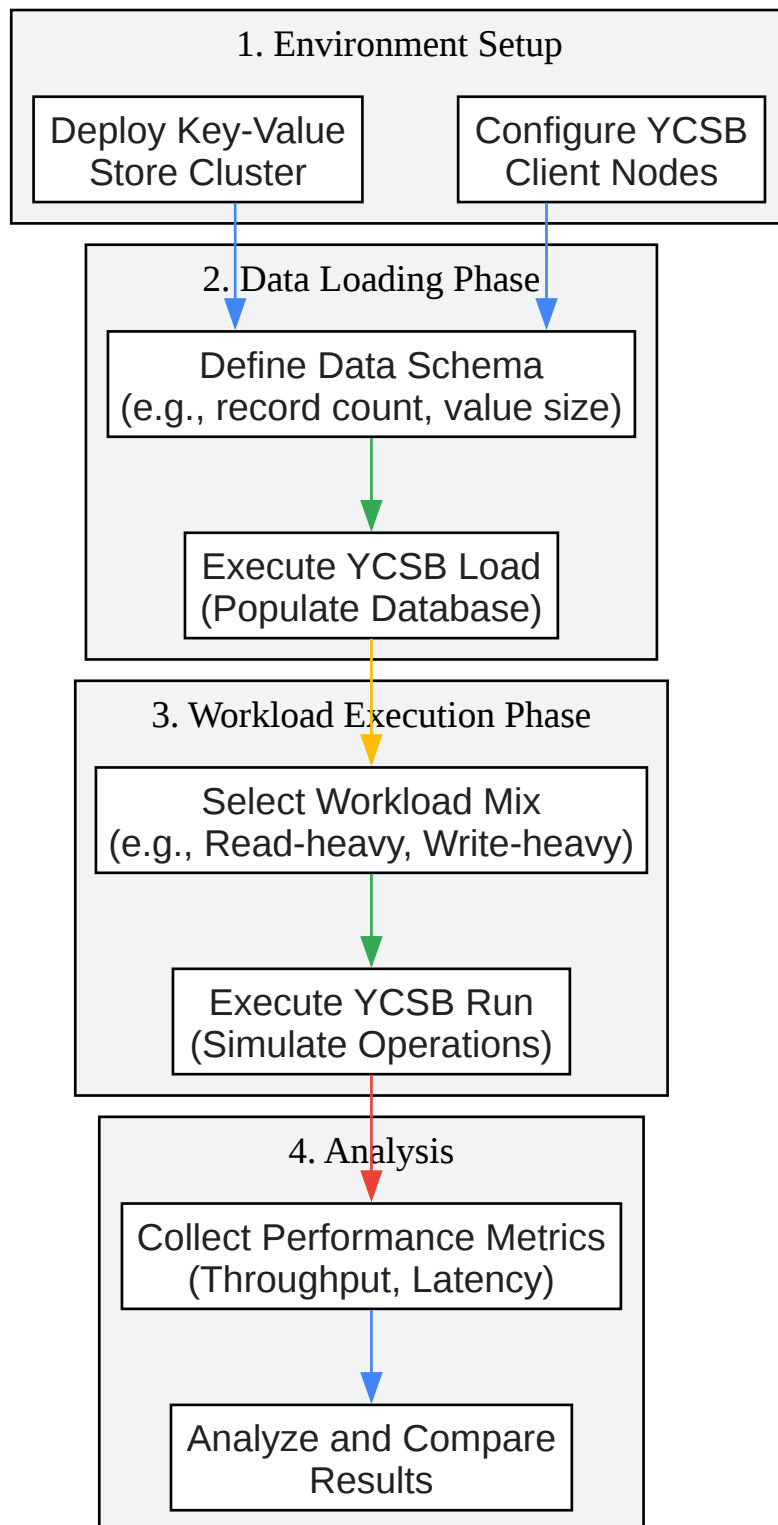 1. Environment Setup
Deploy Key-Value
Store Cluster
Configure YCSB
Client Nodes
2. Data Loading Phase
Define Data Schema
(e.g., record count, value size)
Execute YCSB Load
(Populate Database)
3. Workload Execution Phase
Select Workload Mix
(e.g., Read-heavy, Write-heavy)
Execute YCSB Run
(Simulate Operations)
4. Analysis
Collect Performance Metrics
(Throughput, Latency)
Analyze and Compare
Results